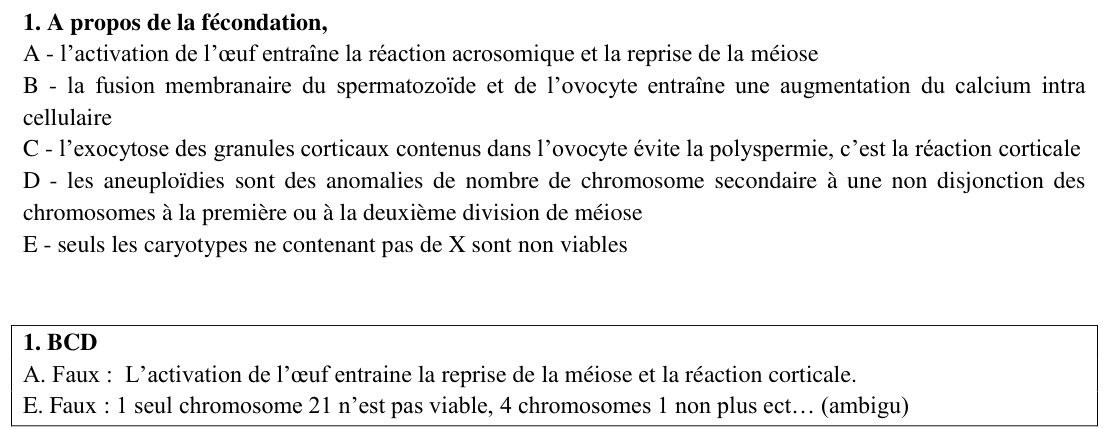 1. A propos de la fécondation,
A - l’activation de l’œuf entraîne la réaction acrosomique et la reprise de la méiose
B - la fusion membranaire du spermatozoïde et de l’ovocyte entraîne une augmentation du calcium intra
cellulaire
C - l’exocytose des granules corticaux contenus dans l’ovocyte évite la polyspermie, c’est la réaction corticale
D - les aneuploïdies sont des anomalies de nombre de chromosome secondaire à une non disjonction des
chromosomes à la première ou à la deuxième division de méiose
E - seuls les caryotypes ne contenant pas de X sont non viables
1. BCD
A. Faux : L’activation de l’œuf entraine la reprise de la méiose et la réaction corticale.
E. Faux : 1 seul chromosome 21 n’est pas viable, 4 chromosomes 1 non plus ect… (ambigu)